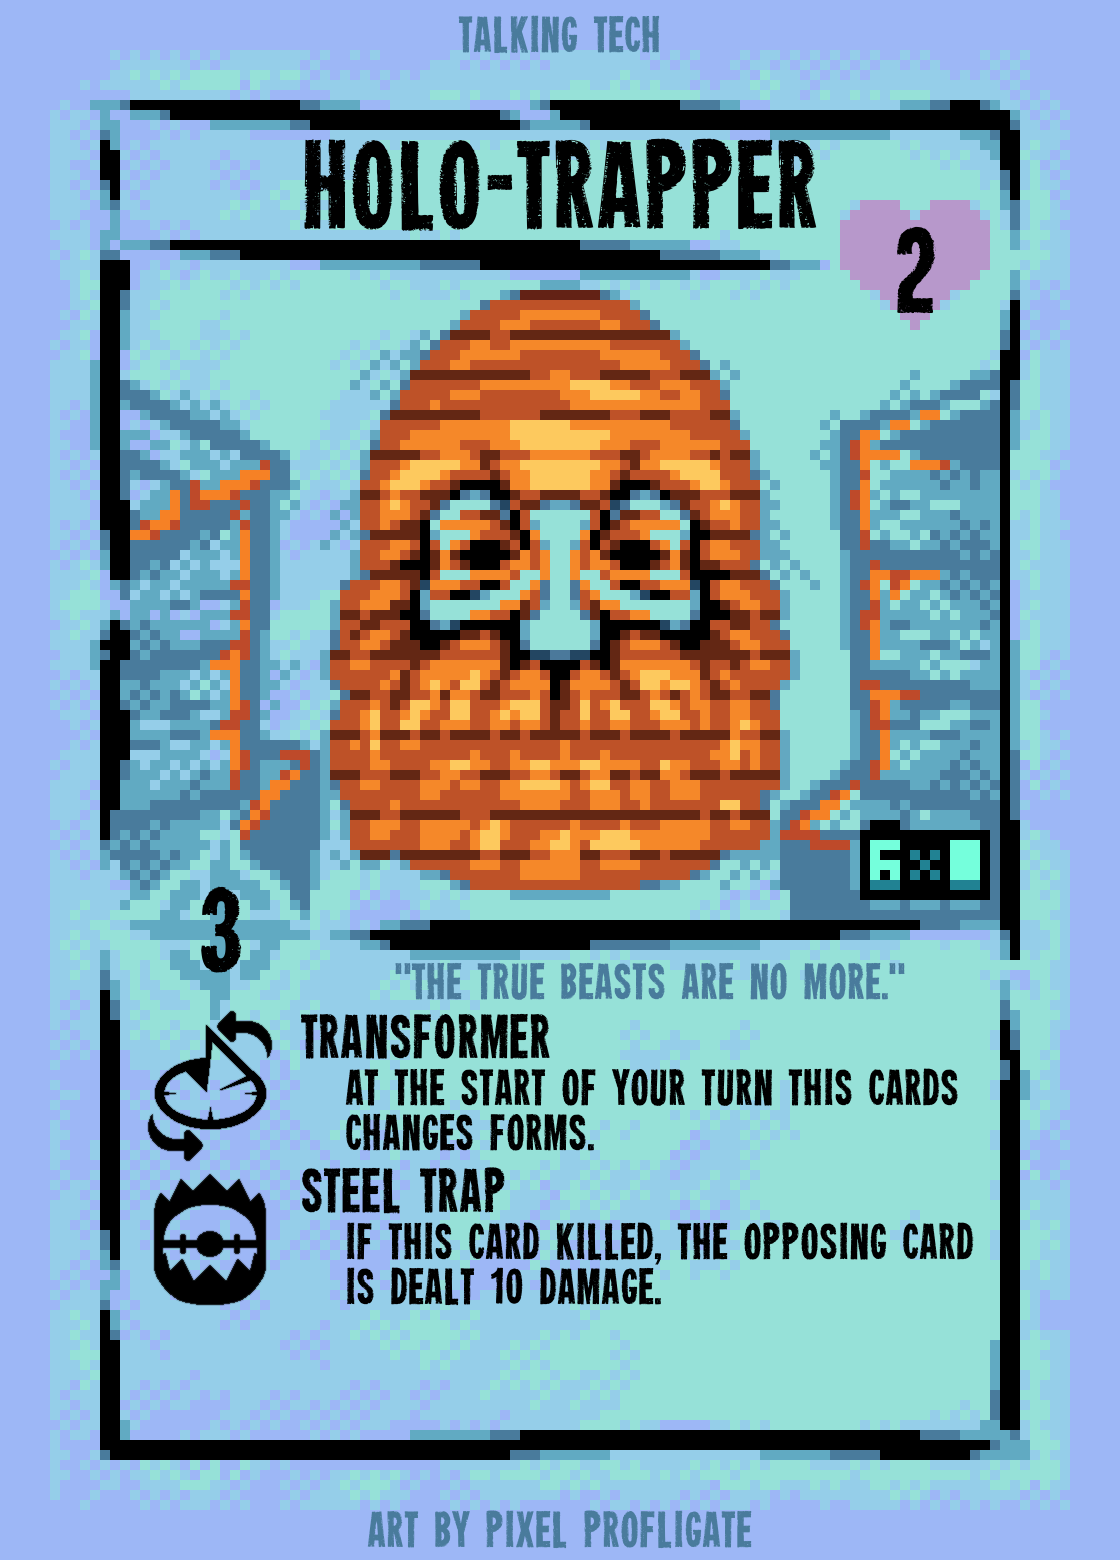 TALKING TECH
HOLO-TRAPPER
2
6x
3
"THE TRUE BEASTS ARE NO MORE."
TRANSFORMER
AT THE START OF YOUR TURN THIS CARDS
CHANGES FORMS.
STEEL TRAP
IF THIS CARD KILLED, THE OPPOSING CARD
IS DEALT 10 DAMAGE.
ART BY PIXEL PROFLIGATE